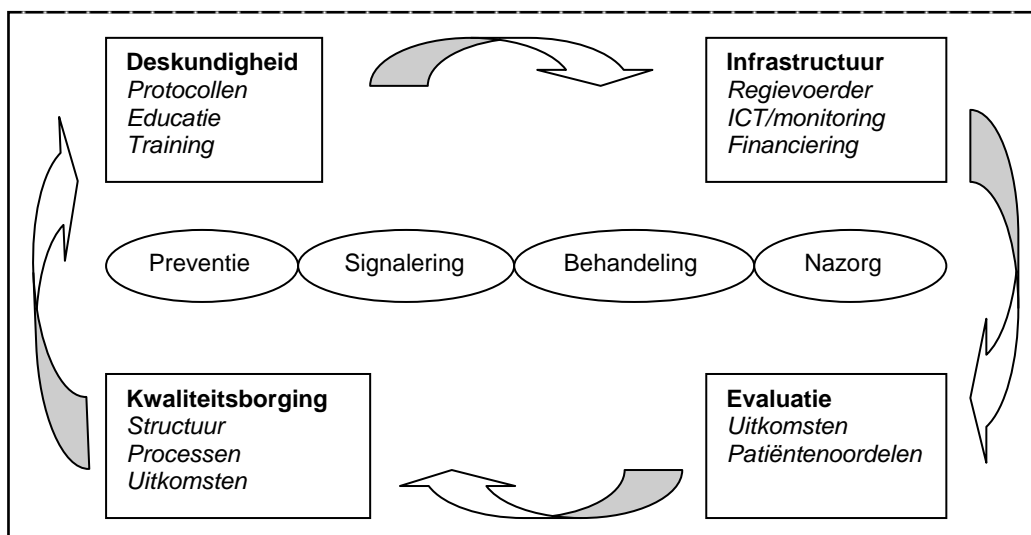 Deskundigheid
Protocollen
Educatie
Training
Infrastructuur
Regievoerder
ICT/monitoring
Financiering
Preventie
Signalering
Behandeling
Nazorg
Kwaliteitsborging
Structuur
Processen
Uitkomsten
Evaluatie
Uitkomsten
Patiëntenoordelen